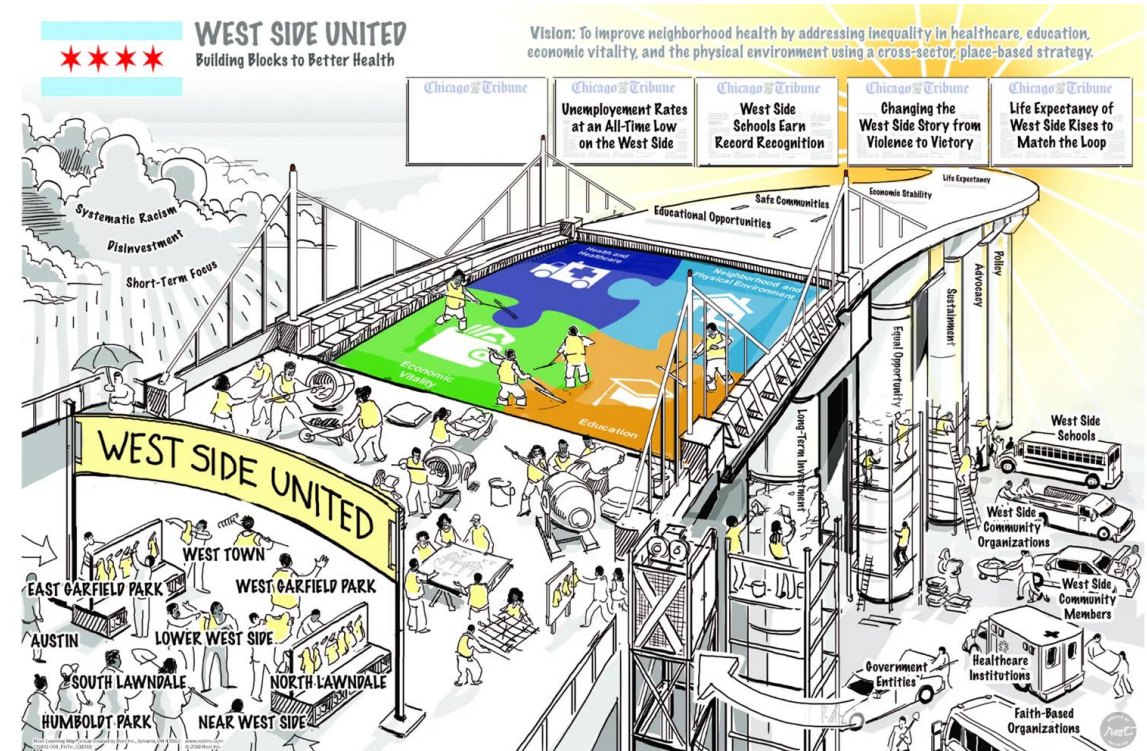 WEST SIDE UNITED
Building Blocks to Better Health
Vision: To improve neighborhood health by addressing inequality in healthcare, education,
economic vitality, and the physical environment using a cross-sector, place-based strategy.
Chicago Tribune
Chicago Tribune
Unemployement Rates
at an All-Time Low
on the West Side
Chicago Tribune
West Side
Schools Earn
Record Recognition
Chicago Tribune
Changing the
West Side Story from
Violence to Victory
Chicago Tribune
Life Expectancy of
West Side Rises to
Match the Loop
Systematic Racism
Disinvestment
Short-Term Focus
Educational Opportunities
Safe Communities
Economic Stability
Life Expectancy
Health and
Healthcare
Neighborhood and
Physical Environment
Economic
Vitality
Education
Long-Term Investment
Equal Opportunity
Sustainment
Advocacy
Policy
WEST SIDE UNITED
WEST TOWN
EAST GARFIELD PARK
WEST GARFIELD PARK
AUSTIN
LOWER WEST SIDE
SOUTH LAWNDALE
NORTH LAWNDALE
HUMBOLDT PARK
NEAR WEST SIDE
West Side
Schools
West Side
Community
Organizations
West Side
Community
Members
Healthcare
Institutions
Government
Entities
Faith-Based
Organizations
root